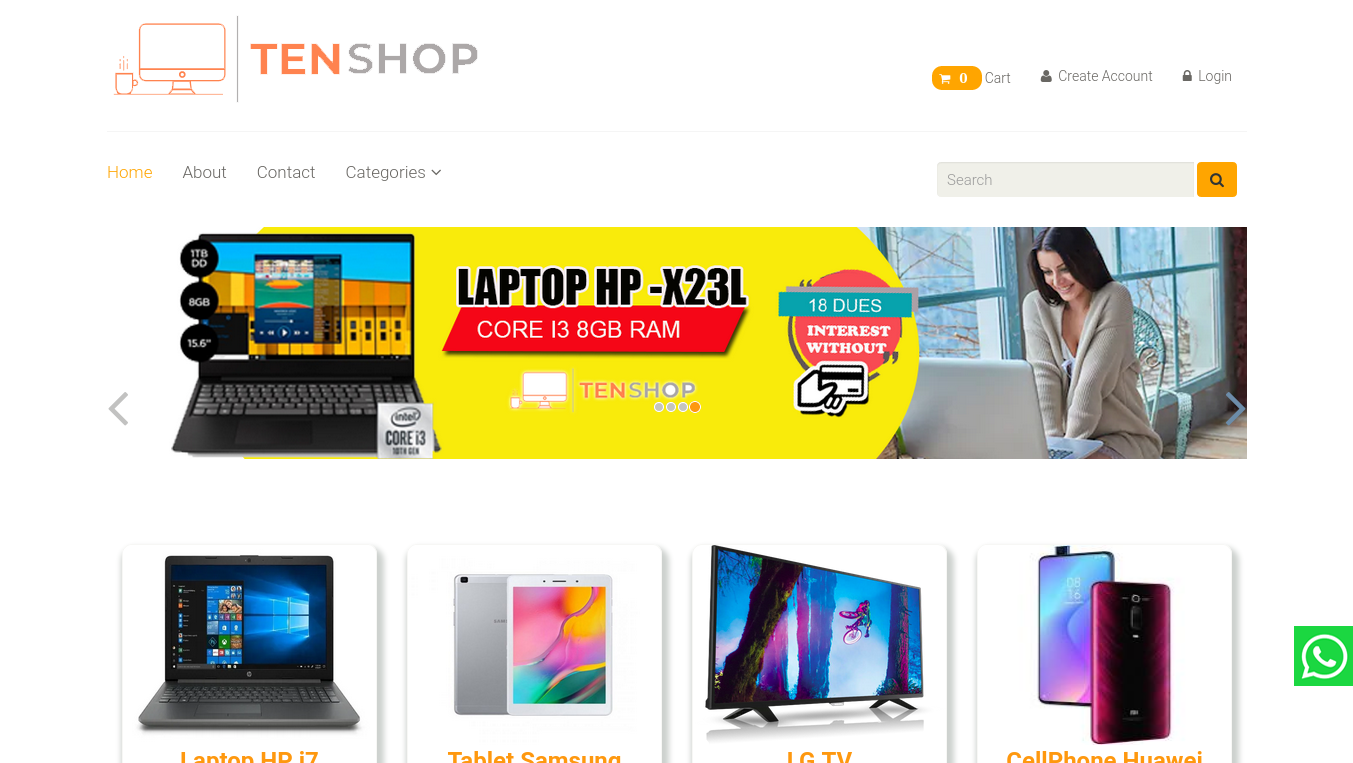 TENSHOP
0 Cart
Create Account
Login
Home
About
Contact
Categories
Search
1TB
DD
8GB
15.6"
LAPTOP HP -X23L
CORE I3 8GB RAM
TENSHOP
18 DUES
INTEREST
WITHOUT
intel
CORE i3
10TH GEN
Laptop HP i7
Tablet Samsung
LG TV
CellPhone Huawei